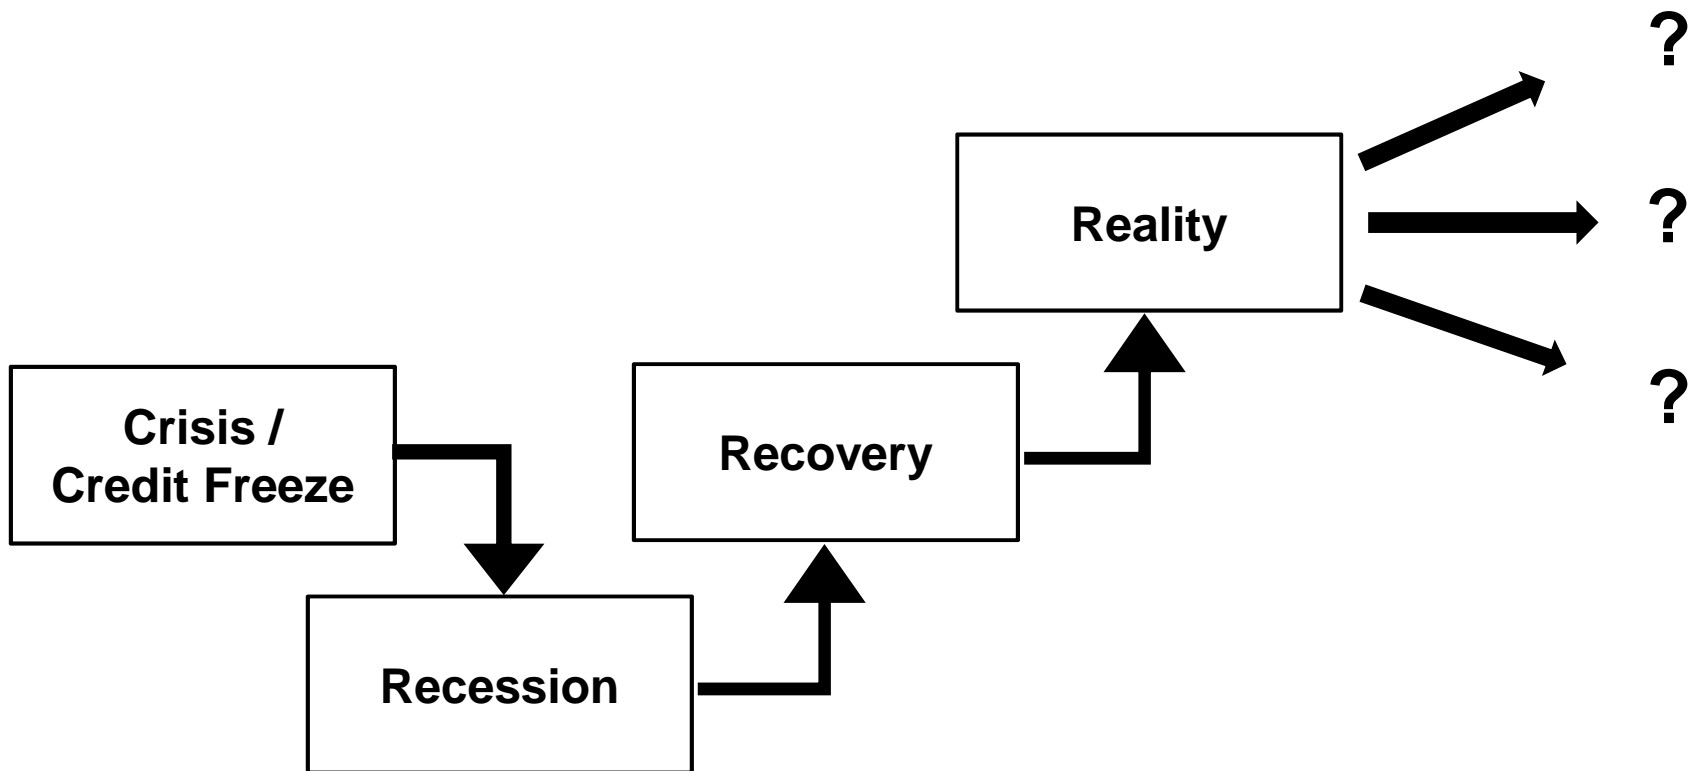 Crisis /
Credit Freeze
Recession
Recovery
Reality
?
?
?